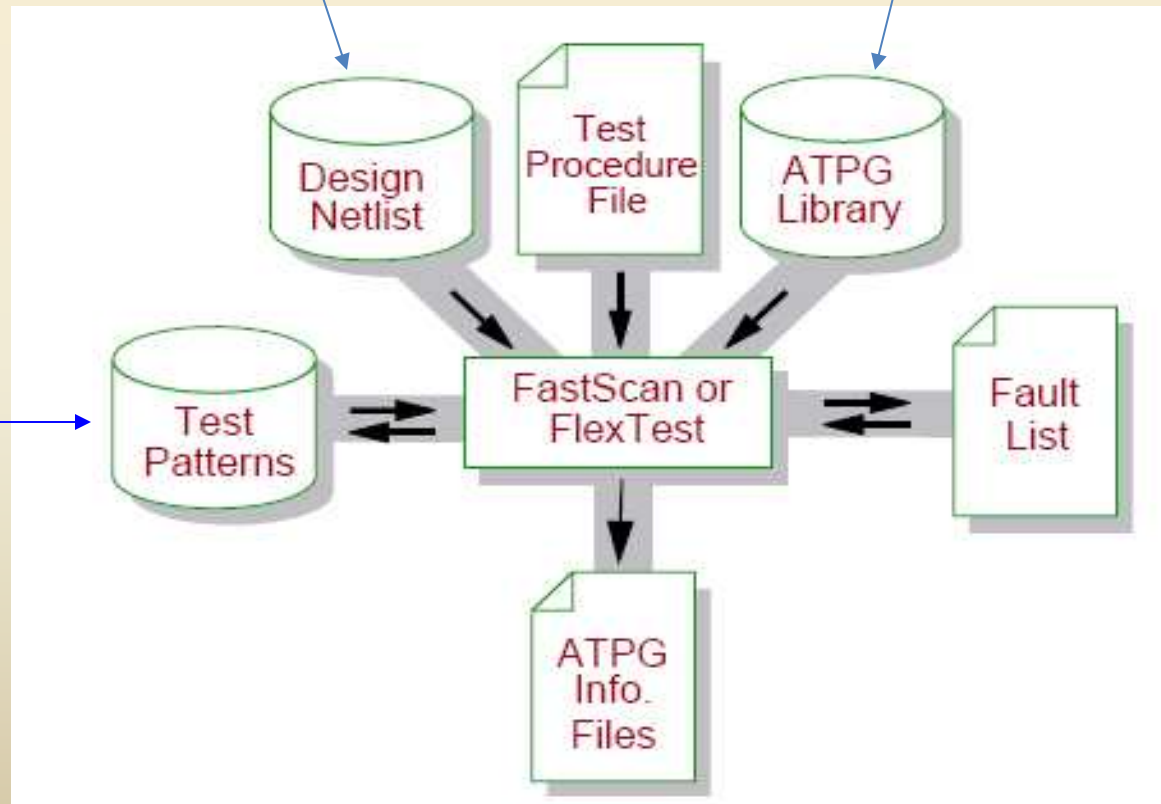 Design
Netlist
Test
Procedure
File
ATPG
Library
Test
Patterns
FastScan or
FlexTest
Fault
List
ATPG
Info.
Files